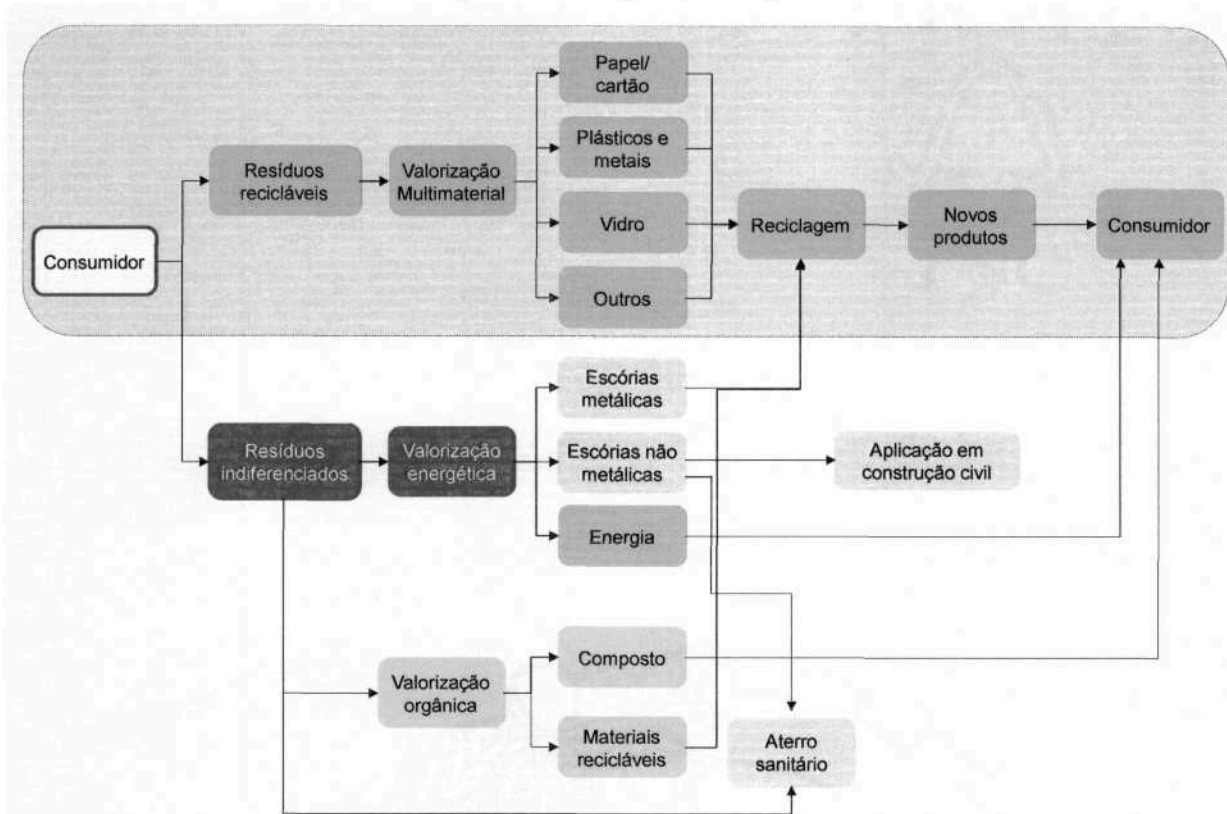 Papel/
cartão
Plásticos e
metais
Resíduos
recicláveis
Valorização
Multimaterial
Vidro
Reciclagem
Novos
produtos
Consumidor
Consumidor
Outros
Escórias
metálicas
Resíduos
indiferenciados
Valorização
energética
Escórias não
metálicas
Aplicação em
construção civil
Energia
Composto
Valorização
orgânica
Materiais
recicláveis
Aterro
sanitário